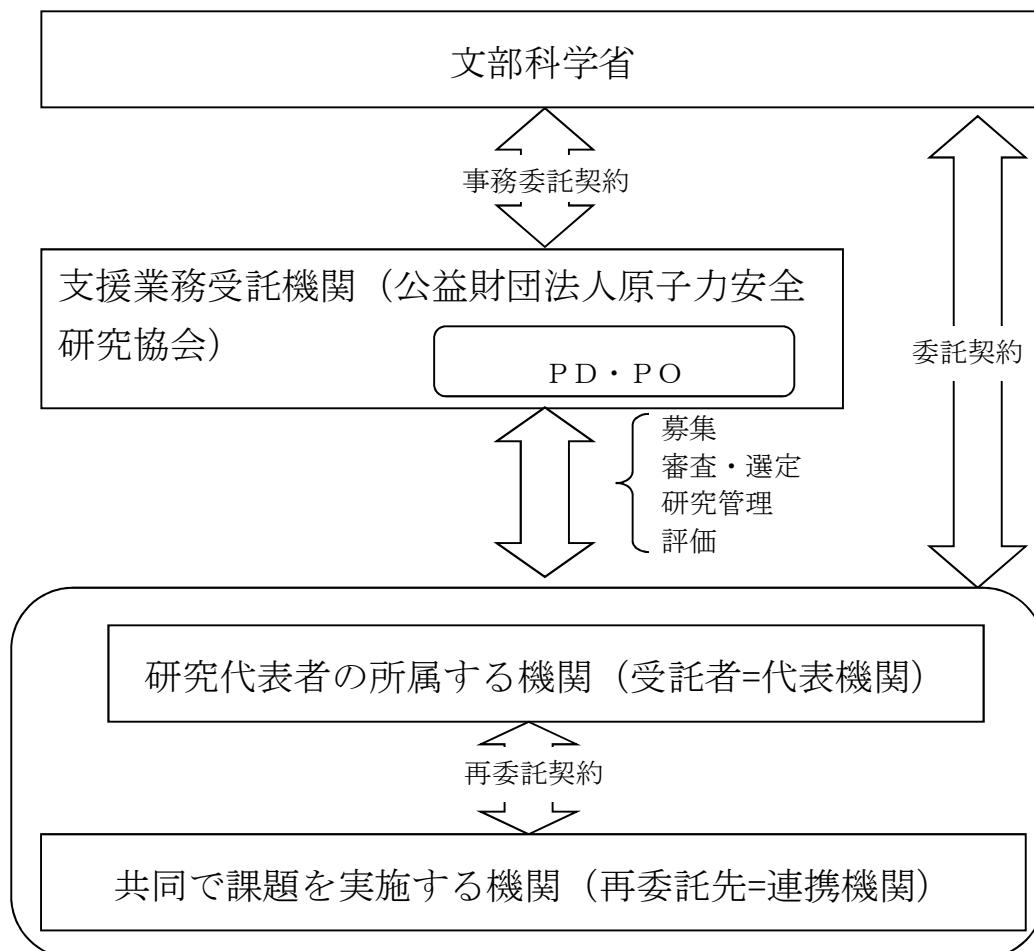 文部科学省
事務委託契約
支援業務受託機関（公益財団法人原子力安全
研究協会）
ＰＤ・ＰＯ
委託契約
募集
審査・選定
研究管理
評価
研究代表者の所属する機関（受託者=代表機関）
再委託契約
共同で課題を実施する機関（再委託先=連携機関）